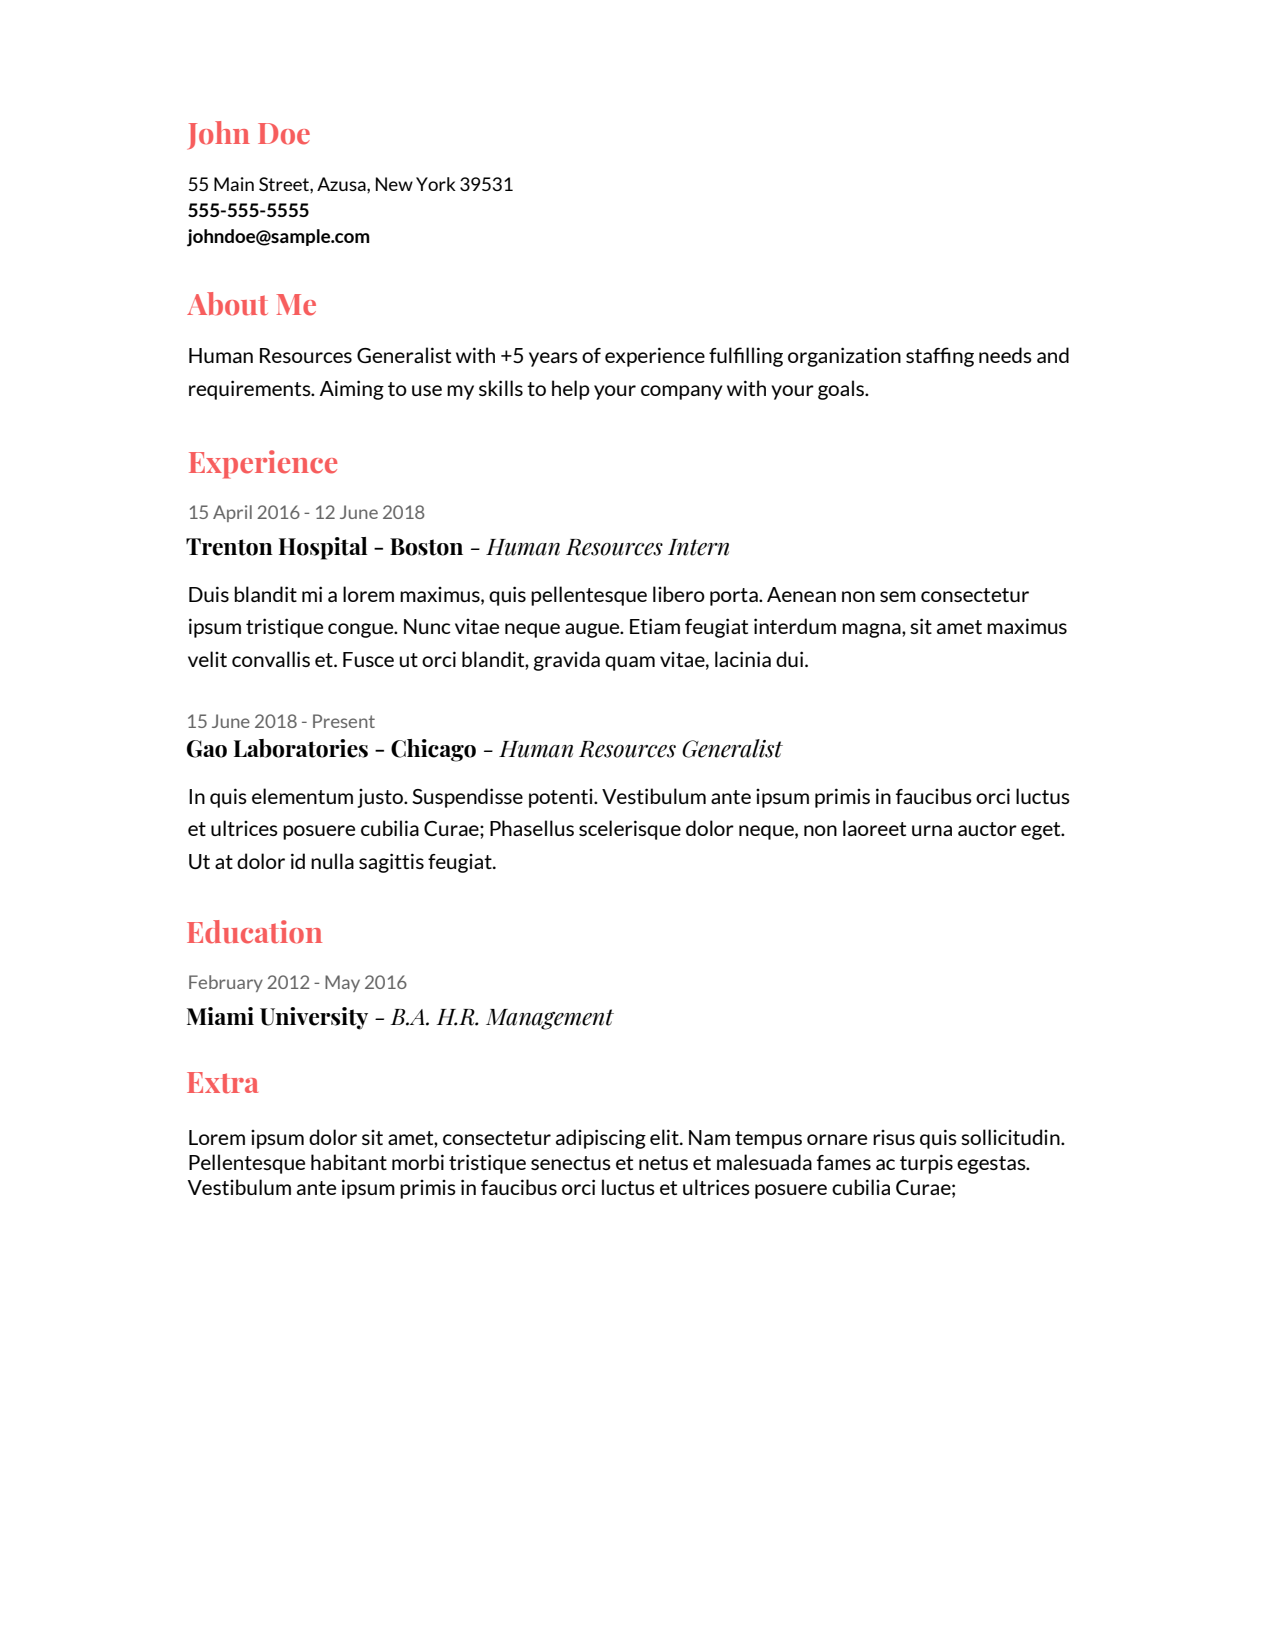 John Doe
55 Main Street, Azusa, New York 39531
555-555-5555
johndoe@sample.com
About Me
Human Resources Generalist with +5 years of experience fulfilling organization staffing needs and
requirements. Aiming to use my skills to help your company with your goals.
Experience
15 April 2016 - 12 June 2018
Trenton Hospital - Boston – Human Resources Intern
Duis blandit mi a lorem maximus, quis pellentesque libero porta. Aenean non sem consectetur
ipsum tristique congue. Nunc vitae neque augue. Etiam feugiat interdum magna, sit amet maximus
velit convallis et. Fusce ut orci blandit, gravida quam vitae, lacinia dui.
15 June 2018 - Present
Gao Laboratories - Chicago – Human Resources Generalist
In quis elementum justo. Suspendisse potenti. Vestibulum ante ipsum primis in faucibus orci luctus
et ultrices posuere cubilia Curae; Phasellus scelerisque dolor neque, non laoreet urna auctor eget.
Ut at dolor id nulla sagittis feugiat.
Education
February 2012 - May 2016
Miami University – B.A. H.R. Management
Extra
Lorem ipsum dolor sit amet, consectetur adipiscing elit. Nam tempus ornare risus quis sollicitudin.
Pellentesque habitant morbi tristique senectus et netus et malesuada fames ac turpis egestas.
Vestibulum ante ipsum primis in faucibus orci luctus et ultrices posuere cubilia Curae;